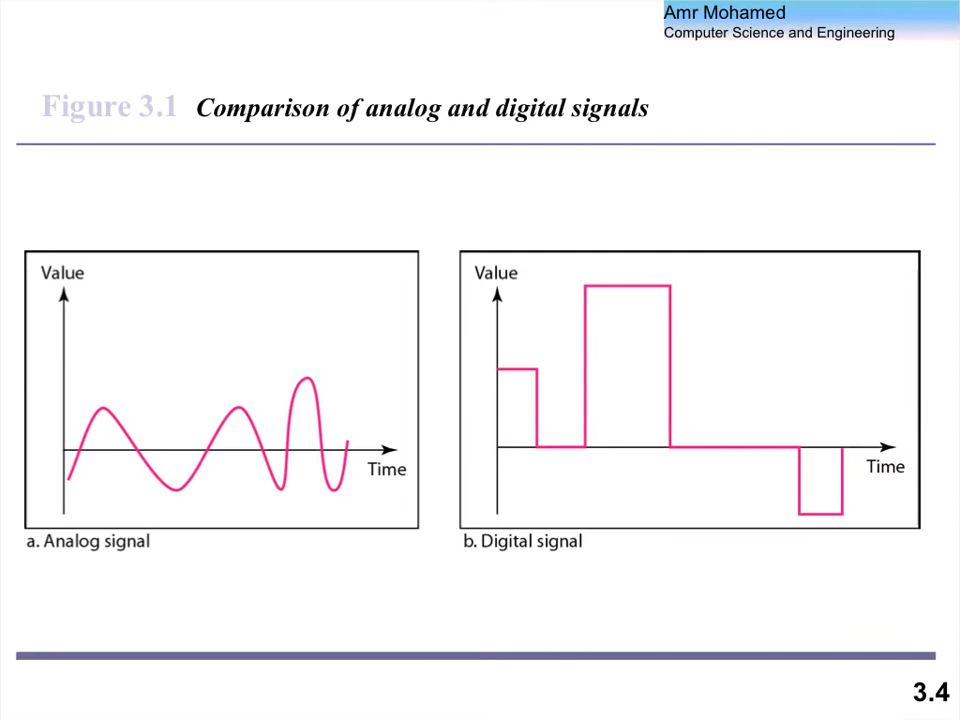 Amr Mohamed
Computer Science and Engineering
Figure 3.1 Comparison of analog and digital signals
Value
Time
a. Analog signal
Value
Time
b. Digital signal
3.4